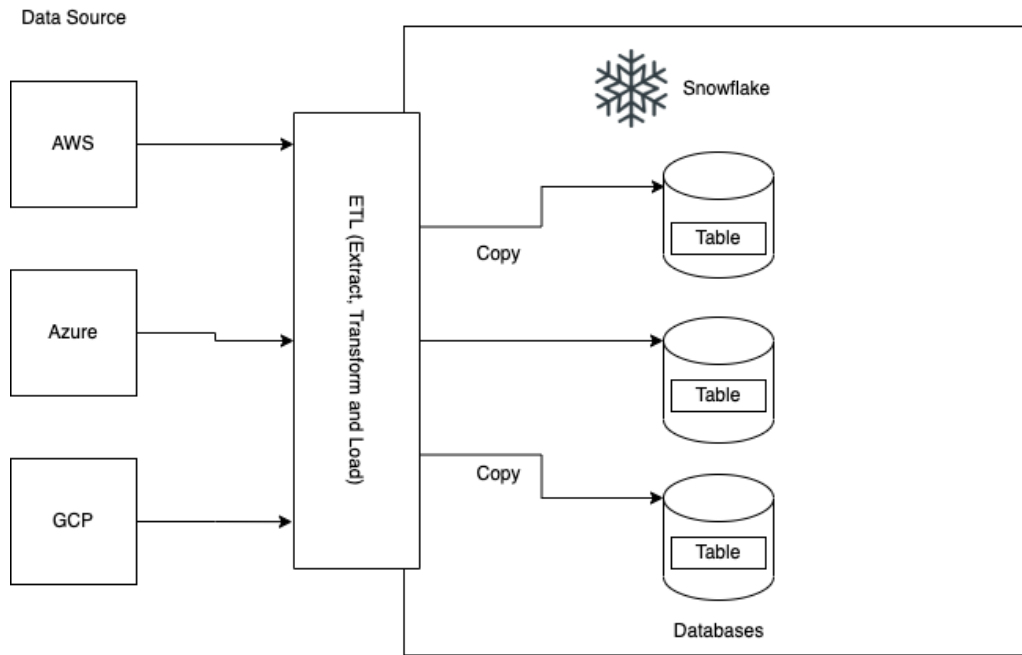 Data Source
Snowflake
AWS
ETL (Extract, Transform and Load)
Table
Copy
Azure
Table
Copy
GCP
Table
Databases